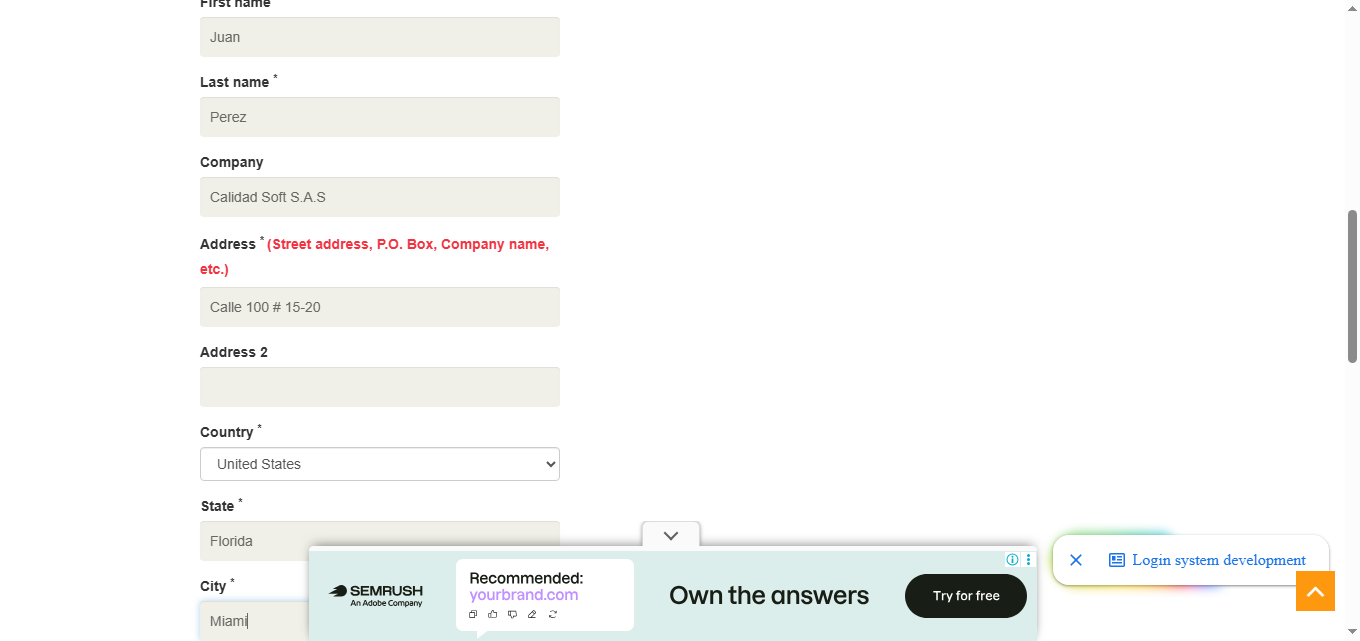 First name
Juan
Last name *
Perez
Company
Calidad Soft S.A.S
Address * (Street address, P.O. Box, Company name,
etc.)
Calle 100 # 15-20
Address 2
Country *
United States
State *
Florida
City *
Miami
SEMRUSH
An Adobe Company
Recommended:
yourbrand.com
Own the answers
Try for free
Login system development